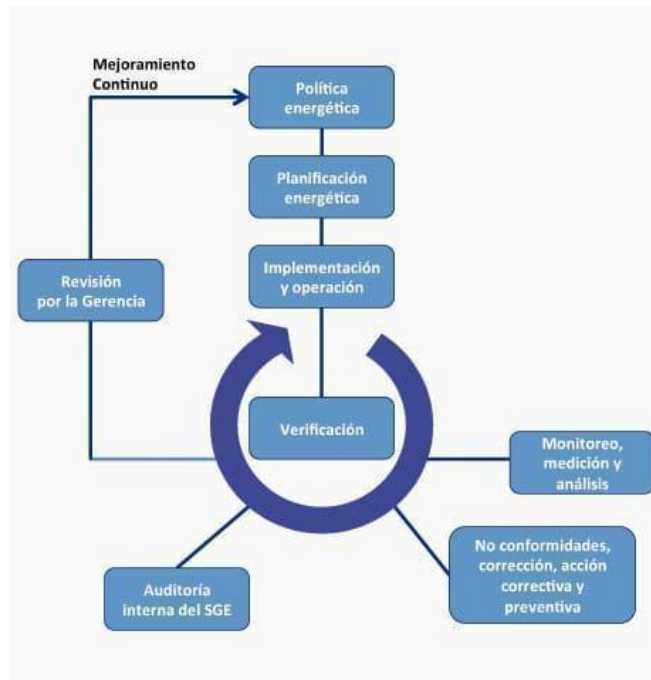 Mejoramiento
Continuo
Política
energética
Planificación
energética
Implementación
y operación
Revisión
por la Gerencia
Verificación
Monitoreo,
medición y
análisis
No conformidades,
corrección, acción
correctiva y
preventiva
Auditoría
interna del SGE